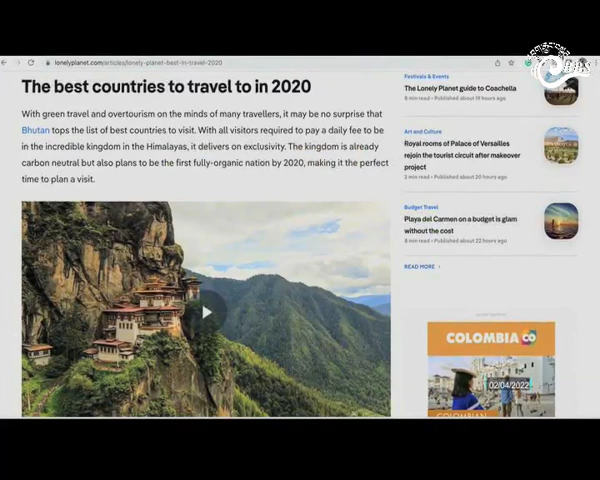 lonelyplanet.com/articles/lonely-planet-best-in-travel-2020
The best countries to travel to in 2020
With green travel and overtourism on the minds of many travellers, it may be no surprise that
Bhutan tops the list of best countries to visit. With all visitors required to pay a daily fee to be
in the incredible kingdom in the Himalayas, it delivers on exclusivity. The kingdom is already
carbon neutral but also plans to be the first fully-organic nation by 2020, making it the perfect
time to plan a visit.
Festivals & Events
The Lonely Planet guide to Coachella
8 min read • Published about 19 hours ago
Art and Culture
Royal rooms of Palace of Versailles
rejoin the tourist circuit after makeover
project
2 min read • Published about 20 hours ago
Budget Travel
Playa del Carmen on a budget is glam
without the cost
8 min read • Published about 22 hours ago
READ MORE ›
COLOMBIA CO
02/04/2022
COLOMBIAN